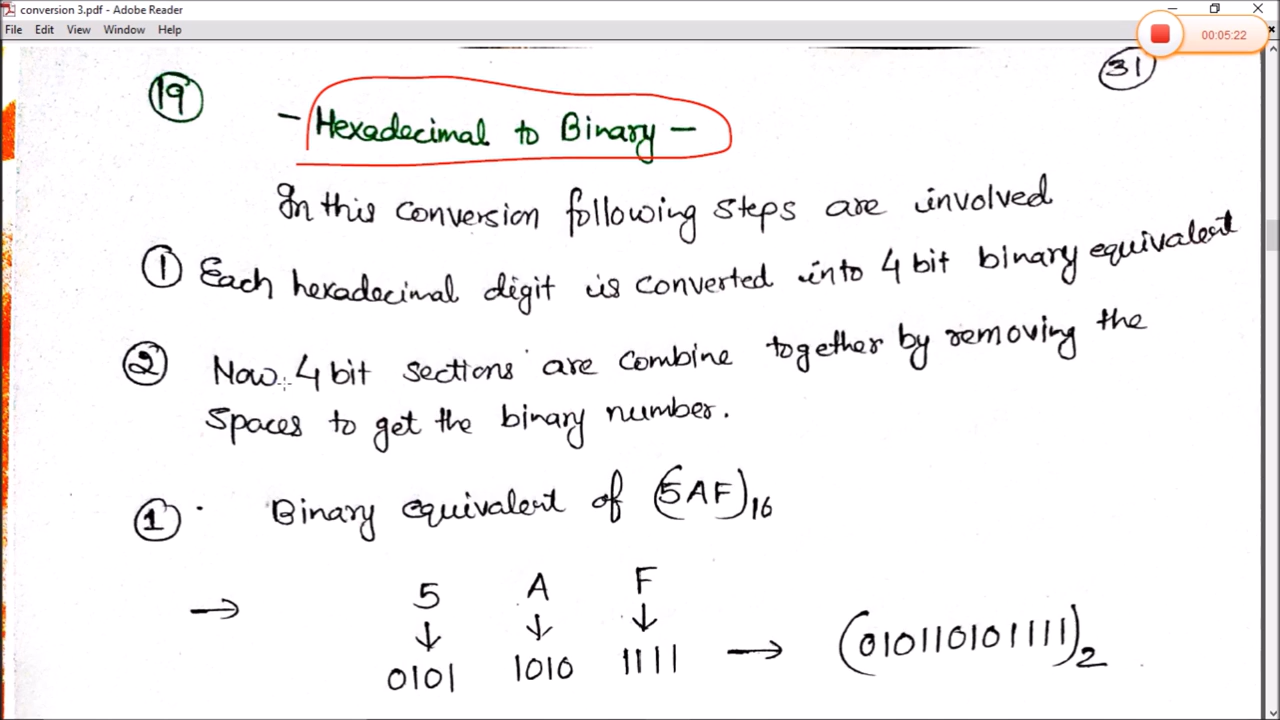 conversion 3.pdf - Adobe Reader
File Edit View Window Help
00:05:22
31
19
- Hexadecimal to Binary -
In this conversion following steps are involved
1 Each hexadecimal digit is converted into 4 bit binary equivalent
2 Now 4 bit sections are combine together by removing the
spaces to get the binary number.
1 Binary equivalent of (5AF)16
→ 5 A F
↓ ↓ ↓
0101 1010 1111 → (010110101111)2